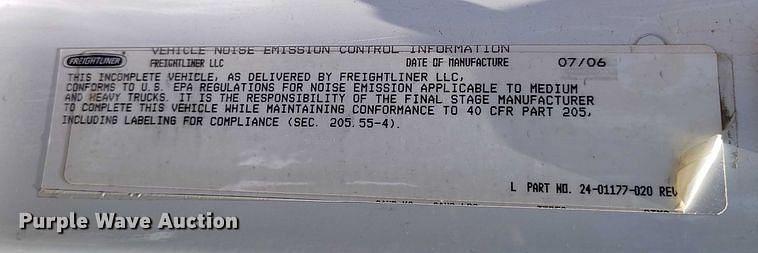 VEHICLE NOISE EMISSION CONTROL INFORMATION
FREIGHTLINER FREIGHTLINER LLC DATE OF MANUFACTURE 07/06
THIS INCOMPLETE VEHICLE, AS DELIVERED BY FREIGHTLINER LLC,
CONFORMS TO U.S. EPA REGULATIONS FOR NOISE EMISSION APPLICABLE TO MEDIUM
AND HEAVY TRUCKS. IT IS THE RESPONSIBILITY OF THE FINAL STAGE MANUFACTURER
TO COMPLETE THIS VEHICLE WHILE MAINTAINING CONFORMANCE TO 40 CFR PART 205,
INCLUDING LABELING FOR COMPLIANCE (SEC. 205.55-4).
L PART NO. 24-01177-020 REV
Purple Wave Auction